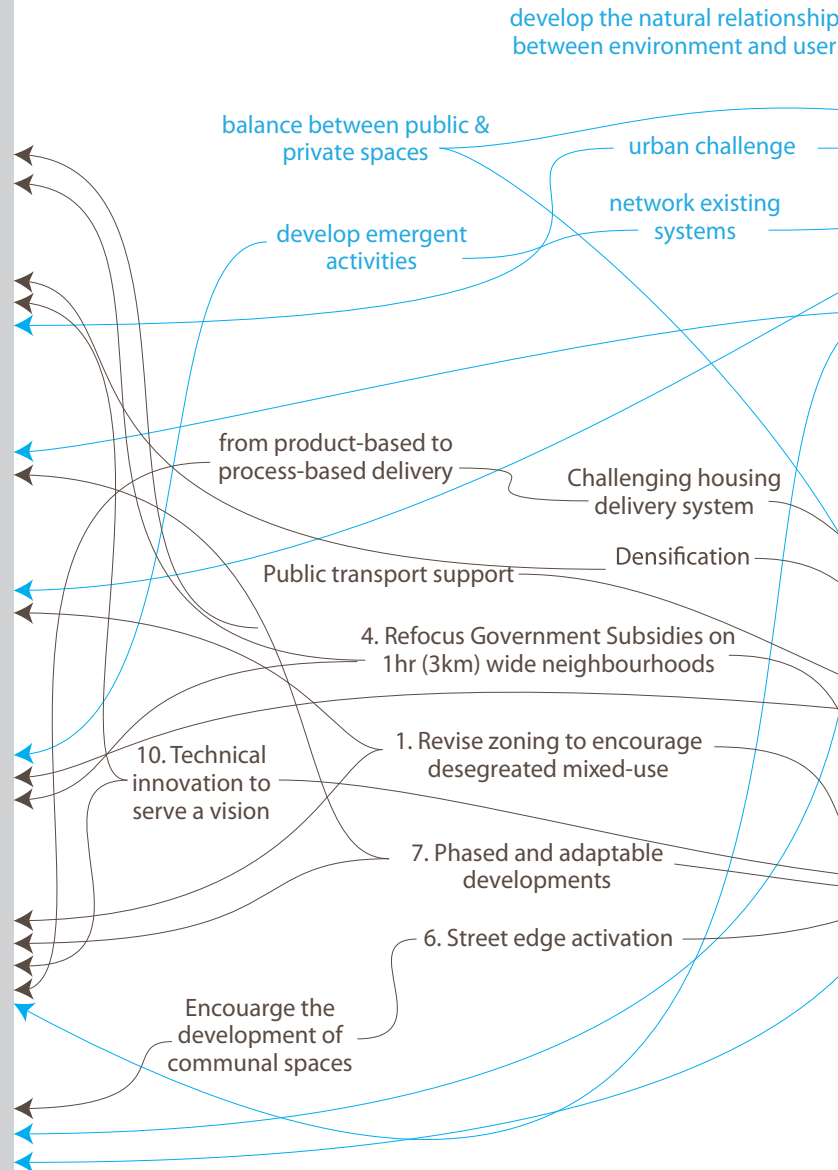 develop the natural relationship
between environment and user
balance between public &
private spaces
urban challenge
network existing
systems
develop emergent
activities
from product-based to
process-based delivery
Challenging housing
delivery system
Densification
Public transport support
4. Refocus Government Subsidies on
1hr (3km) wide neighbourhoods
1. Revise zoning to encourage
desegreated mixed-use
10. Technical
innovation to
serve a vision
7. Phased and adaptable
developments
6. Street edge activation
Encouarge the
development of
communal spaces